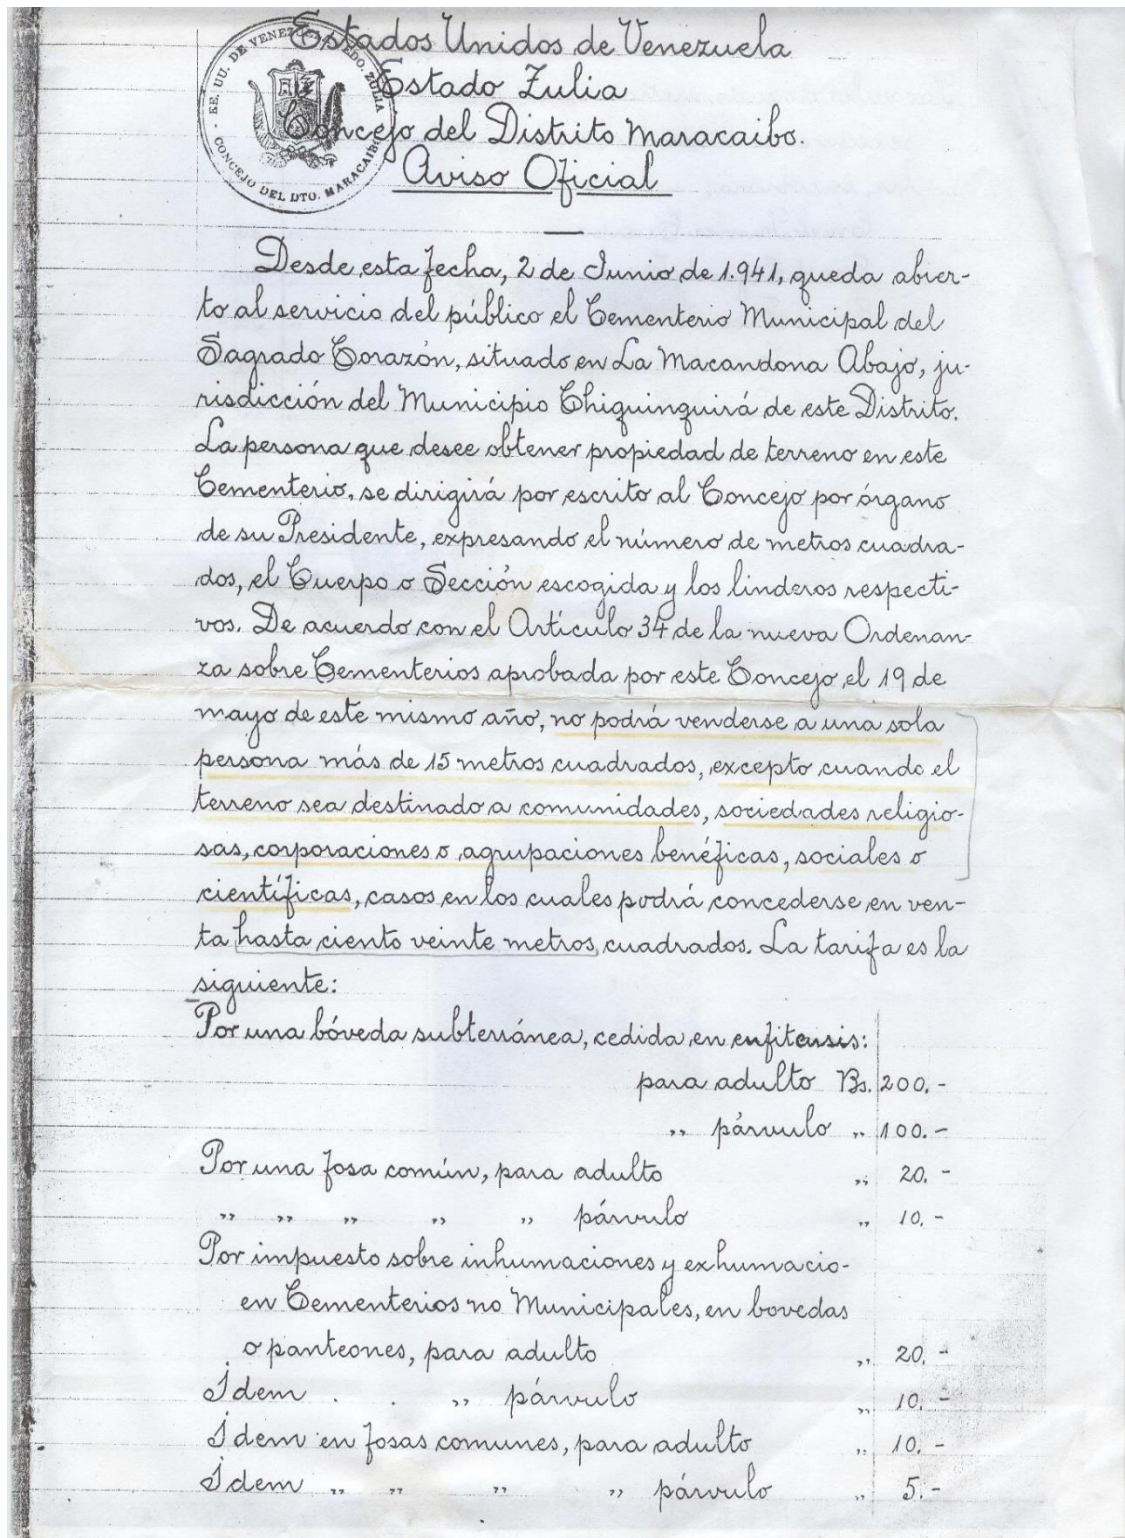 Estados Unidos de Venezuela
Estado Zulia
Concejo del Distrito Maracaibo.
Aviso Oficial
EE. UU. DE VENEZUELA EDO. ZULIA
CONCEJO DEL DTO. MARACAIBO
Desde esta fecha, 2 de Junio de 1.941, queda abier-
to al servicio del público el Cementerio Municipal del
Sagrado Corazón, situado en La Macandona Abajo, ju-
risdicción del Municipio Chiquinquirá de este Distrito.
La persona que desee obtener propiedad de terreno en este
Cementerio, se dirigirá por escrito al Concejo por órgano
de su Presidente, expresando el número de metros cuadra-
dos, el Cuerpo o Sección escogida y los linderos respecti-
vos. De acuerdo con el Artículo 34 de la nueva Ordenan-
za sobre Cementerios aprobada por este Concejo el 19 de
mayo de este mismo año, no podrá venderse a una sola
persona más de 15 metros cuadrados, excepto cuando el
terreno sea destinado a comunidades, sociedades religio-
sas, corporaciones o agrupaciones benéficas, sociales o
científicas, casos en los cuales podrá concederse en ven-
ta hasta ciento veinte metros cuadrados. La tarifa es la
siguiente:
Por una bóveda subterránea, cedida en enfiteusis:
para adulto Bs. 200.-
„ párvulo „ 100.-
Por una fosa común, para adulto „ 20.-
„ „ „ „ „ párvulo „ 10.-
Por impuesto sobre inhumaciones y exhumacio-
en Cementerios no Municipales, en bovedas
o panteones, para adulto „ 20.-
Idem . . „ párvulo „ 10.-
Idem en fosas comunes, para adulto „ 10.-
Idem „ „ „ „ párvulo „ 5.-